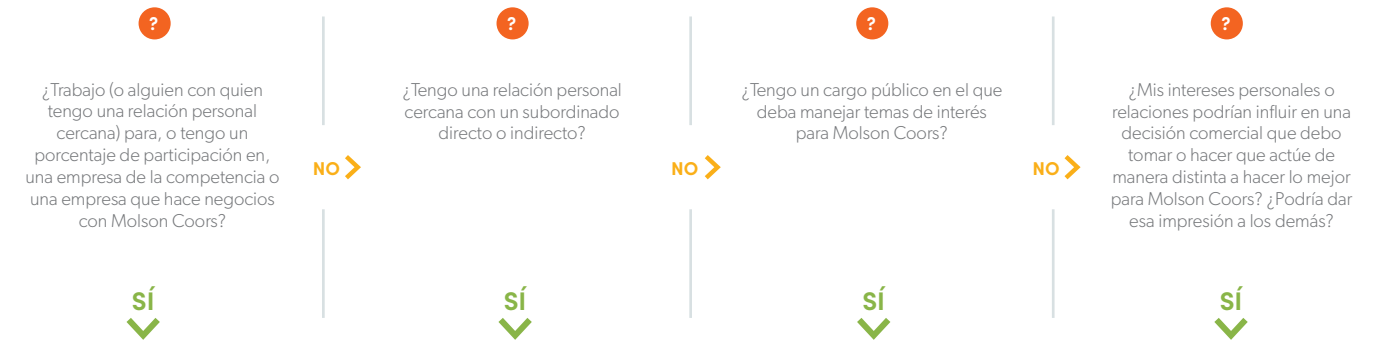 ?
¿Trabajo (o alguien con quien
tengo una relación personal
cercana) para, o tengo un
porcentaje de participación en,
una empresa de la competencia o
una empresa que hace negocios
con Molson Coors?
SÍ
NO
?
¿Tengo una relación personal
cercana con un subordinado
directo o indirecto?
SÍ
NO
?
¿Tengo un cargo público en el que
deba manejar temas de interés
para Molson Coors?
SÍ
NO
?
¿Mis intereses personales o
relaciones podrían influir en una
decisión comercial que debo
tomar o hacer que actúe de
manera distinta a hacer lo mejor
para Molson Coors? ¿Podría dar
esa impresión a los demás?
SÍ